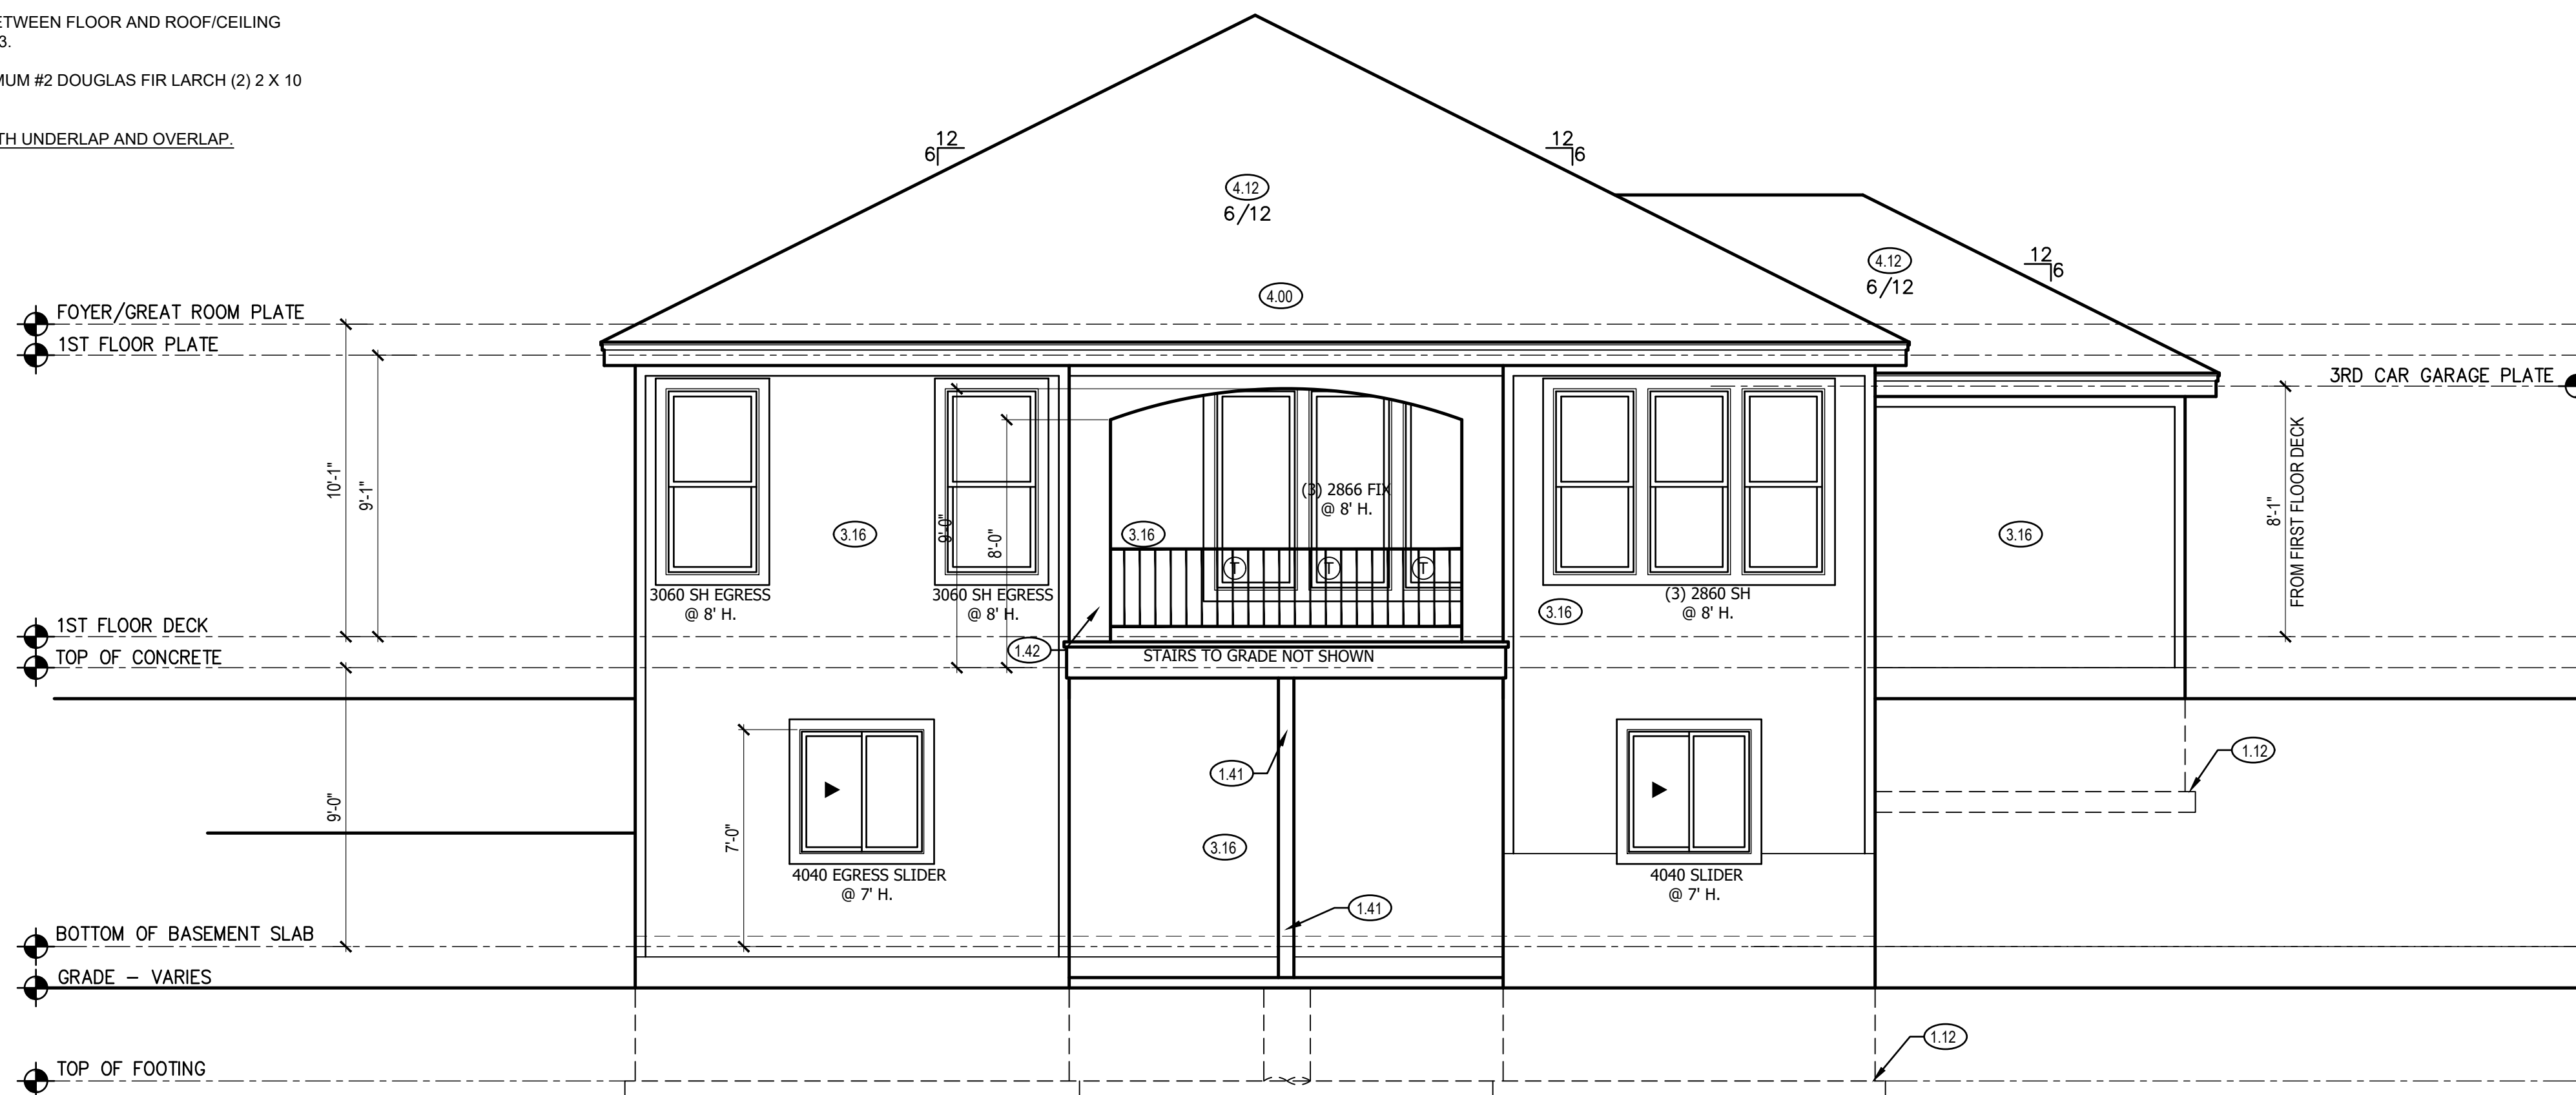 ETWEEN FLOOR AND ROOF/CEILING
3.
MUM #2 DOUGLAS FIR LARCH (2) 2 X 10
TH UNDERLAP AND OVERLAP.
12
6
12
6
4.12
6/12
12
6
4.12
6/12
4.00
FOYER/GREAT ROOM PLATE
1ST FLOOR PLATE
3RD CAR GARAGE PLATE
10'-1"
9'-1"
9'-0"
8'-0"
(3) 2866 FIX
@ 8' H.
8'-1"
FROM FIRST FLOOR DECK
3.16
3.16
3.16
T
T
T
3060 SH EGRESS
@ 8' H.
3060 SH EGRESS
@ 8' H.
(3) 2860 SH
@ 8' H.
3.16
1ST FLOOR DECK
TOP OF CONCRETE
1.42
STAIRS TO GRADE NOT SHOWN
1.12
1.41
9'-0"
7'-0"
3.16
4040 EGRESS SLIDER
@ 7' H.
4040 SLIDER
@ 7' H.
1.41
BOTTOM OF BASEMENT SLAB
GRADE – VARIES
1.12
TOP OF FOOTING